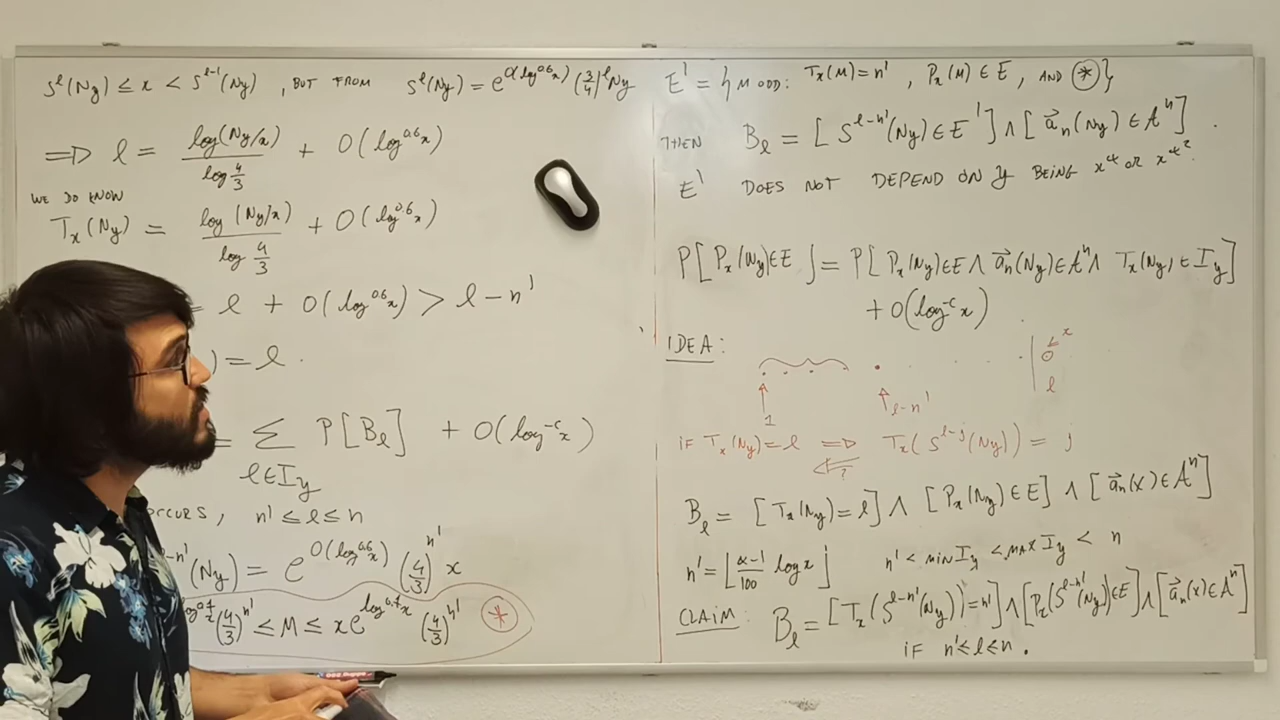 S^ℓ(N_y) ≤ x < S^{ℓ-1}(N_y) , BUT FROM S^ℓ(N_y) = e^{O(log^{0.6} x)} (3/4)^ℓ N_y
⟹ ℓ = log(N_y/x) / log 4/3 + O(log^{0.6} x)
WE DO KNOW
T_x(N_y) = log(N_y/x) / log 4/3 + O(log^{0.6} x)
= ℓ + O(log^{0.6} x) > ℓ - n'
) = ℓ .
= Σ_{ℓ∈I_y} P[B_ℓ] + O(log^{-c} x)
OCCURS, n' ≤ ℓ ≤ n
-n'(N_y) = e^{O(log^{0.6} x)} (4/3)^{n'} x
(4/3)^{n'} ≤ M ≤ x e^{log^{0.7} x} (4/3)^{n'} (*)
E' = { M ODD: T_x(M) = n' , P_x(M) ∈ E, AND (*) }
THEN B_ℓ = [ S^{ℓ-n'}(N_y) ∈ E' ] ∧ [ a⃗_n(N_y) ∈ A^n ] .
E' DOES NOT DEPEND ON y BEING x^α OR x^{α²}.
P[ P_x(N_y) ∈ E ] = P[ P_x(N_y) ∈ E ∧ a⃗_n(N_y) ∈ A^n ∧ T_x(N_y) ∈ I_y ]
+ O(log^{-c} x)
IDEA:
x
1 ℓ-n' ℓ
IF T_x(N_y) = ℓ ⟹ T_x(S^{ℓ-j}(N_y)) = j
⟸ ?
B_ℓ = [ T_x(N_y) = ℓ ] ∧ [ P_x(N_y) ∈ E ] ∧ [ a⃗_n(x) ∈ A^n ]
n' = ⌊ (α-1)/100 log x ⌋ n' < MIN I_y < MAX I_y < n
CLAIM: B_ℓ = [ T_x(S^{ℓ-n'}(N_y)) = n' ] ∧ [ P_x(S^{ℓ-n'}(N_y)) ∈ E ] ∧ [ a⃗_n(x) ∈ A^n ]
IF n' ≤ ℓ ≤ n .